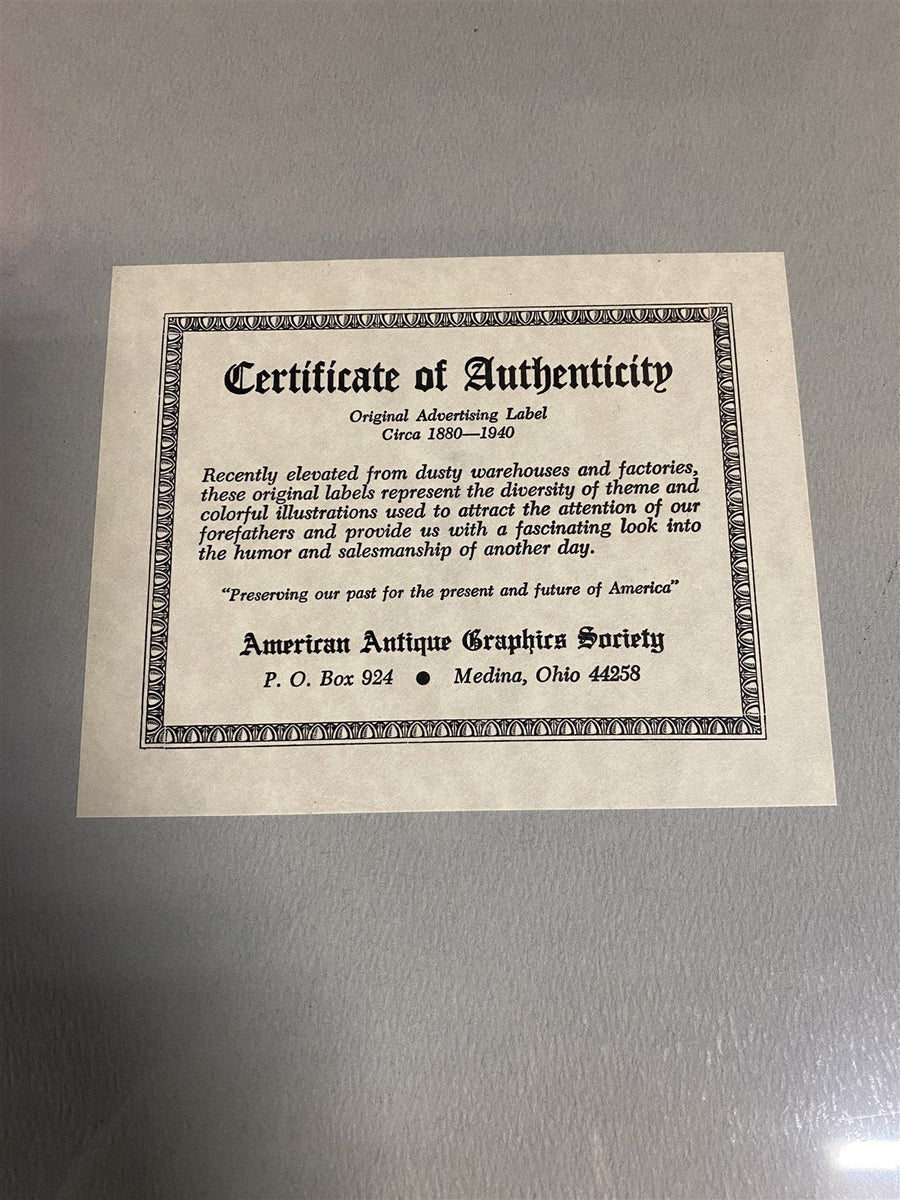 Certificate of Authenticity
Original Advertising Label
Circa 1880—1940
Recently elevated from dusty warehouses and factories,
these original labels represent the diversity of theme and
colorful illustrations used to attract the attention of our
forefathers and provide us with a fascinating look into
the humor and salesmanship of another day.
"Preserving our past for the present and future of America"
American Antique Graphics Society
P. O. Box 924 ● Medina, Ohio 44258